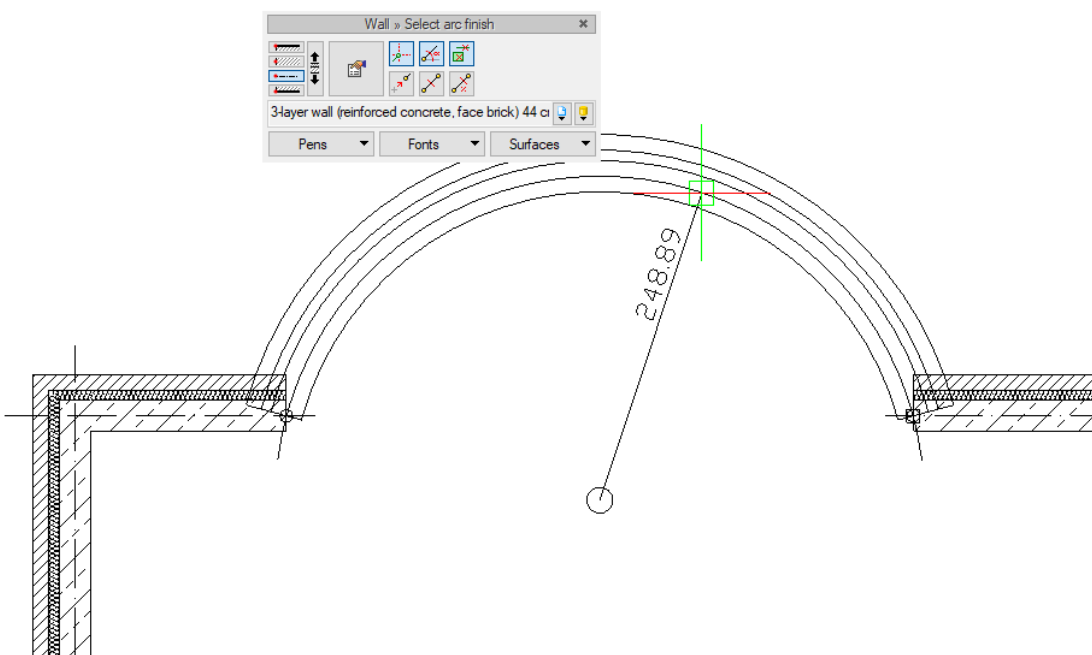 Wall » Select arc finish
3-layer wall (reinforced concrete, face brick) 44 c
Pens
Fonts
Surfaces
248.89